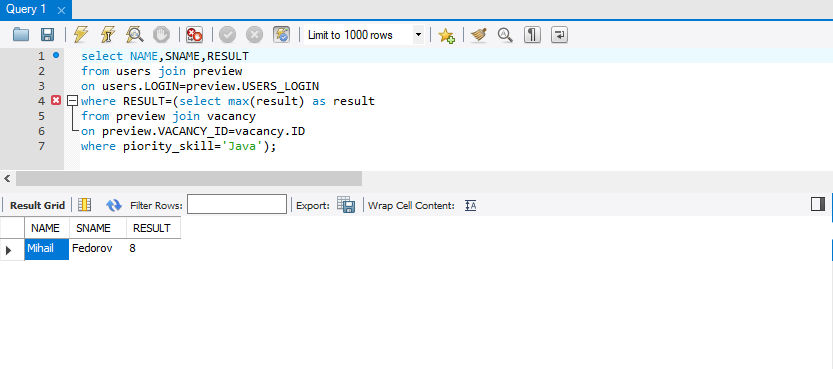 Query 1
Limit to 1000 rows
1 select NAME,SNAME,RESULT
2 from users join preview
3 on users.LOGIN=preview.USERS_LOGIN
4 where RESULT=(select max(result) as result
5 from preview join vacancy
6 on preview.VACANCY_ID=vacancy.ID
7 where piority_skill='Java');
Result Grid Filter Rows: Export: Wrap Cell Content:
NAME SNAME RESULT
Mihail Fedorov 8